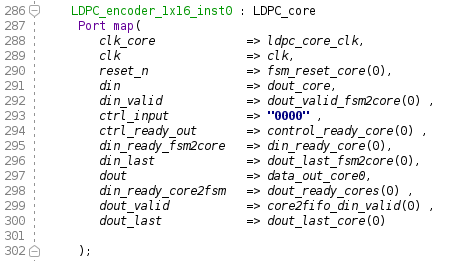 286 LDPC_encoder_1x16_inst0 : LDPC_core
287 Port map(
288 clk_core => ldpc_core_clk,
289 clk => clk,
290 reset_n => fsm_reset_core(0),
291 din => dout_core,
292 din_valid => dout_valid_fsm2core(0) ,
293 ctrl_input => "0000" ,
294 ctrl_ready_out => control_ready_core(0) ,
295 din_ready_fsm2core => din_ready_core(0),
296 din_last => dout_last_fsm2core(0),
297 dout => data_out_core0,
298 din_ready_core2fsm => dout_ready_cores(0) ,
299 dout_valid => core2fifo_din_valid(0) ,
300 dout_last => dout_last_core(0)
301
302 );